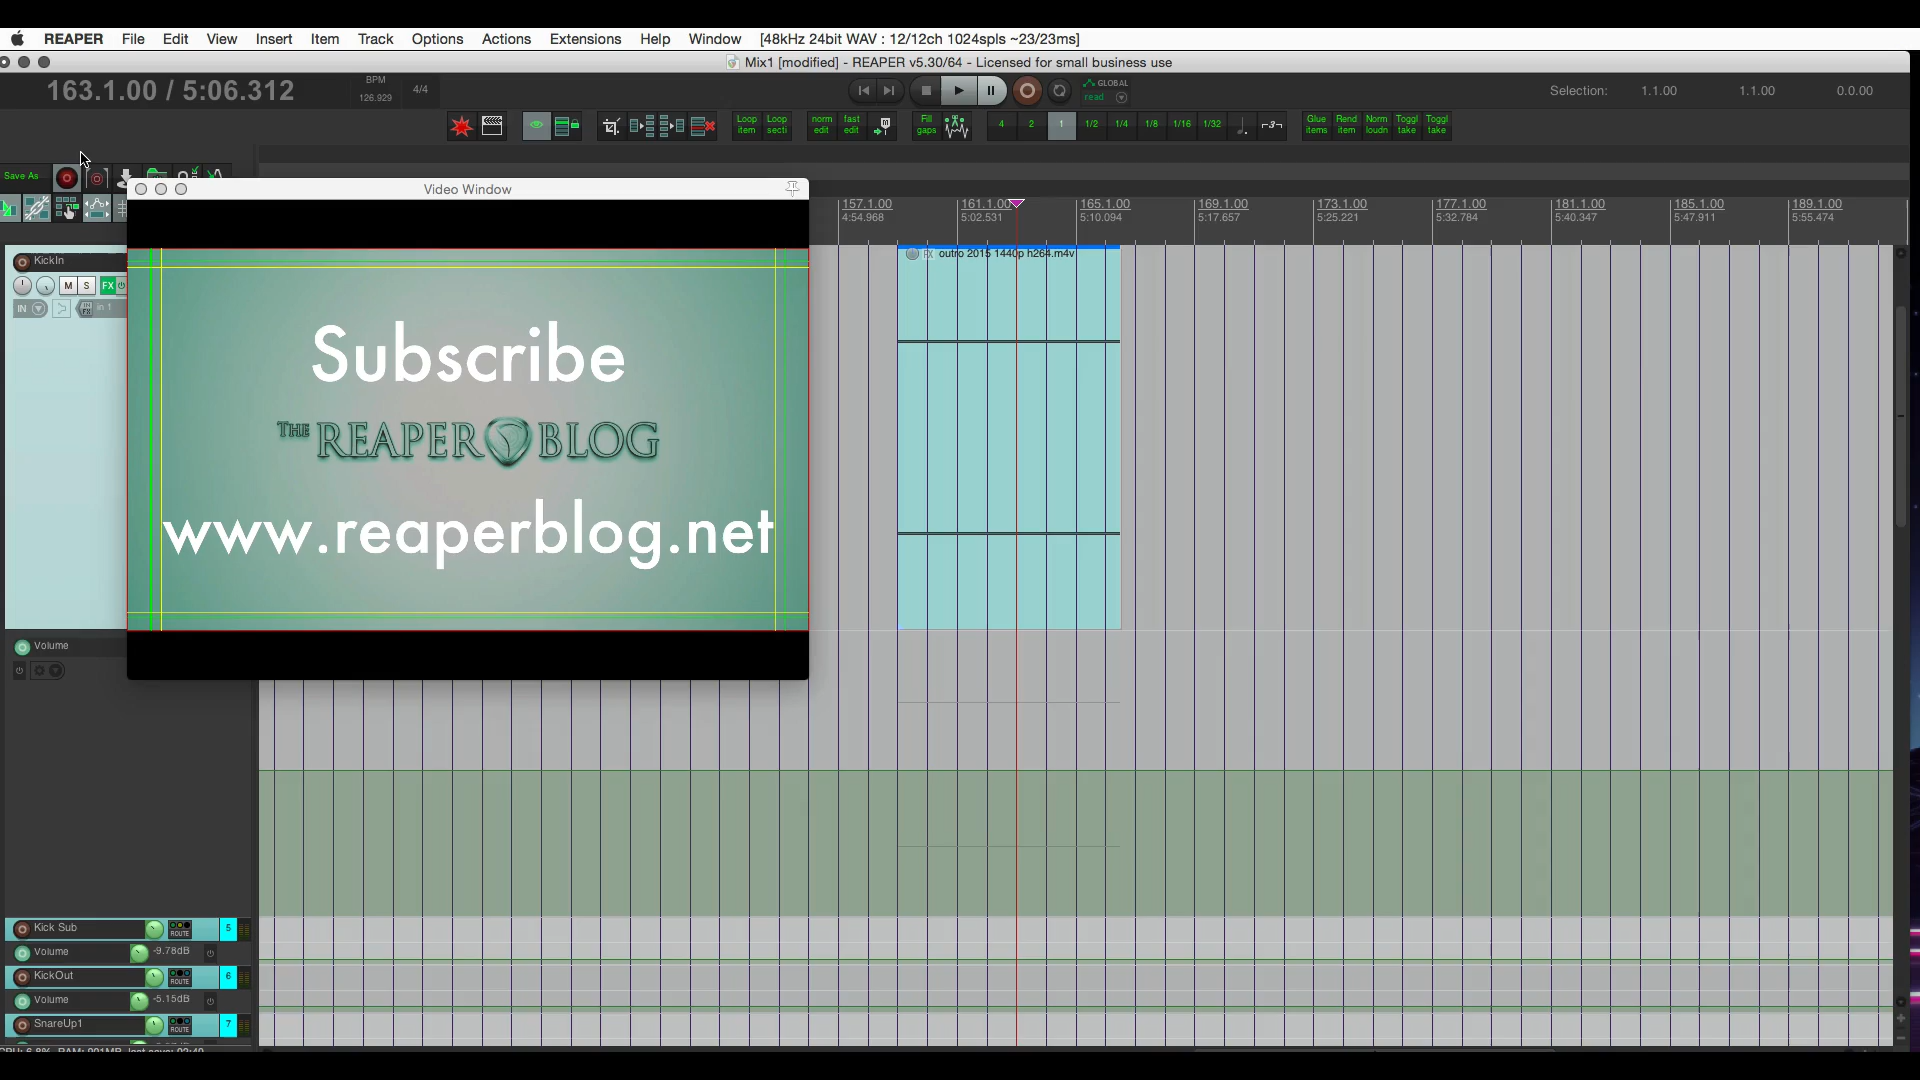 REAPER File Edit View Insert Item Track Options Actions Extensions Help Window [48kHz 24bit WAV : 12/12ch 1024spls ~23/23ms]
Mix1 [modified] - REAPER v5.30/64 - Licensed for small business use
163.1.00 / 5:06.312
BPM
126.929
4/4
GLOBAL
read
Selection: 1.1.00 1.1.00 0.0.00
Loop item
Loop secti
norm edit
fast edit
Fill gaps
4 2 1 1/2 1/4 1/8 1/16 1/32
-3-
Glue items
Rend item
Norm loudn
Toggl take
Toggl take
Save As
Video Window
157.1.00 161.1.00 165.1.00 169.1.00 173.1.00 177.1.00 181.1.00 185.1.00 189.1.00
4:54.968 5:02.531 5:10.094 5:17.657 5:25.221 5:32.784 5:40.347 5:47.911 5:55.474
KickIn
M S FX
IN
IN FX
in 1
FX outro 2015 1440p h264.m4v
Subscribe
THE REAPER BLOG
www.reaperblog.net
Volume
Kick Sub ROUTE 5
Volume -9.78dB
KickOut ROUTE 6
Volume -5.15dB
SnareUp1 ROUTE 7